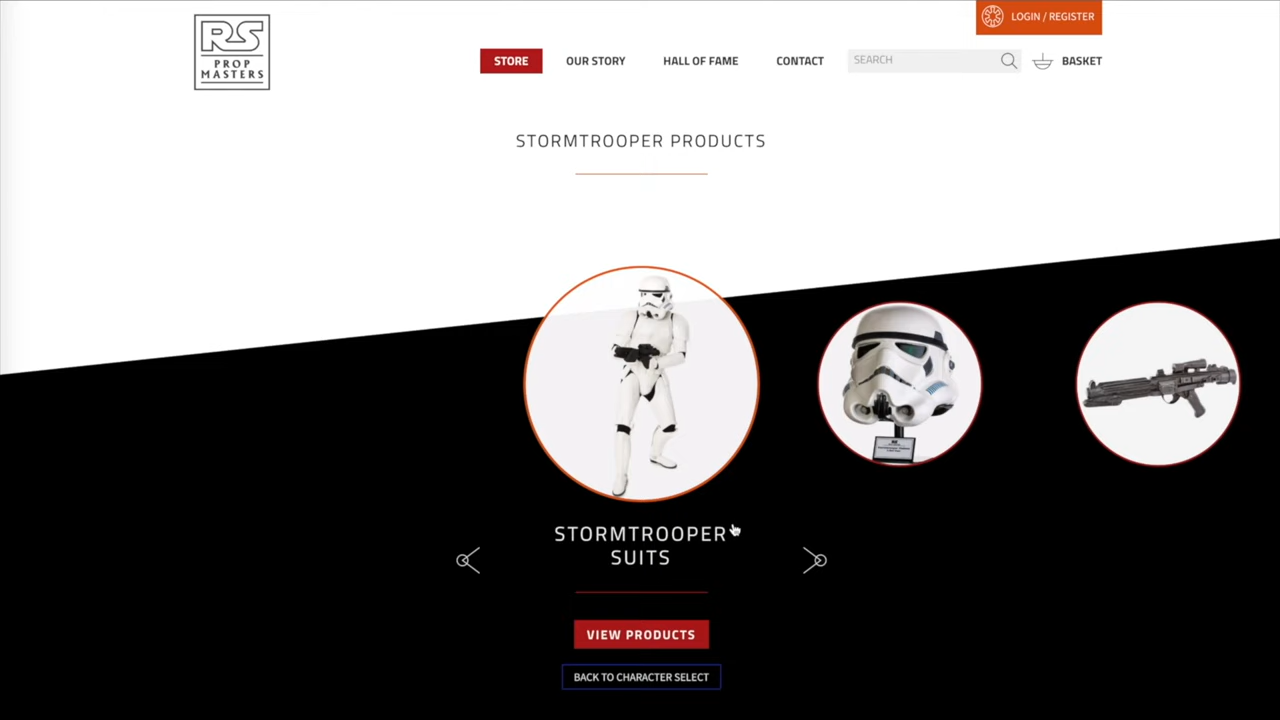 RS
PROP
MASTERS
LOGIN / REGISTER
STORE
OUR STORY
HALL OF FAME
CONTACT
SEARCH
BASKET
STORMTROOPER PRODUCTS
STORMTROOPER
SUITS
VIEW PRODUCTS
BACK TO CHARACTER SELECT